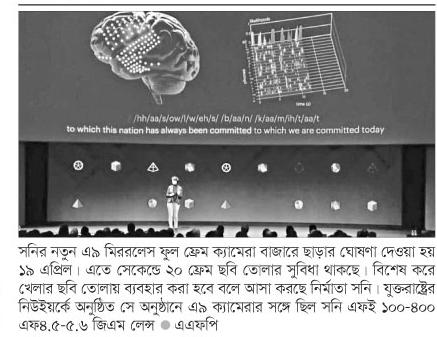 likelihoods
time (s)
/hh/aa/s/ow/l/w/eh/s/ /b/aa/n/ /k/aa/m/ih/t/aa/t
to which this nation has always been committed to which we are committed today
সনির নতুন এ৯ মিররলেস ফুল ফ্রেম ক্যামেরা বাজারে ছাড়ার ঘোষণা দেওয়া হয়
১৯ এপ্রিল। এতে সেকেন্ডে ২০ ফ্রেম ছবি তোলার সুবিধা থাকছে। বিশেষ করে
খেলার ছবি তোলায় ব্যবহার করা হবে বলে আসা করছে নির্মাতা সনি। যুক্তরাষ্ট্রের
নিউইয়র্কে অনুষ্ঠিত সে অনুষ্ঠানে এ৯ ক্যামেরার সঙ্গে ছিল সনি এফই ১০০-৪০০
এফ৪.৫-৫.৬ জিএম লেন্স ● এএফপি